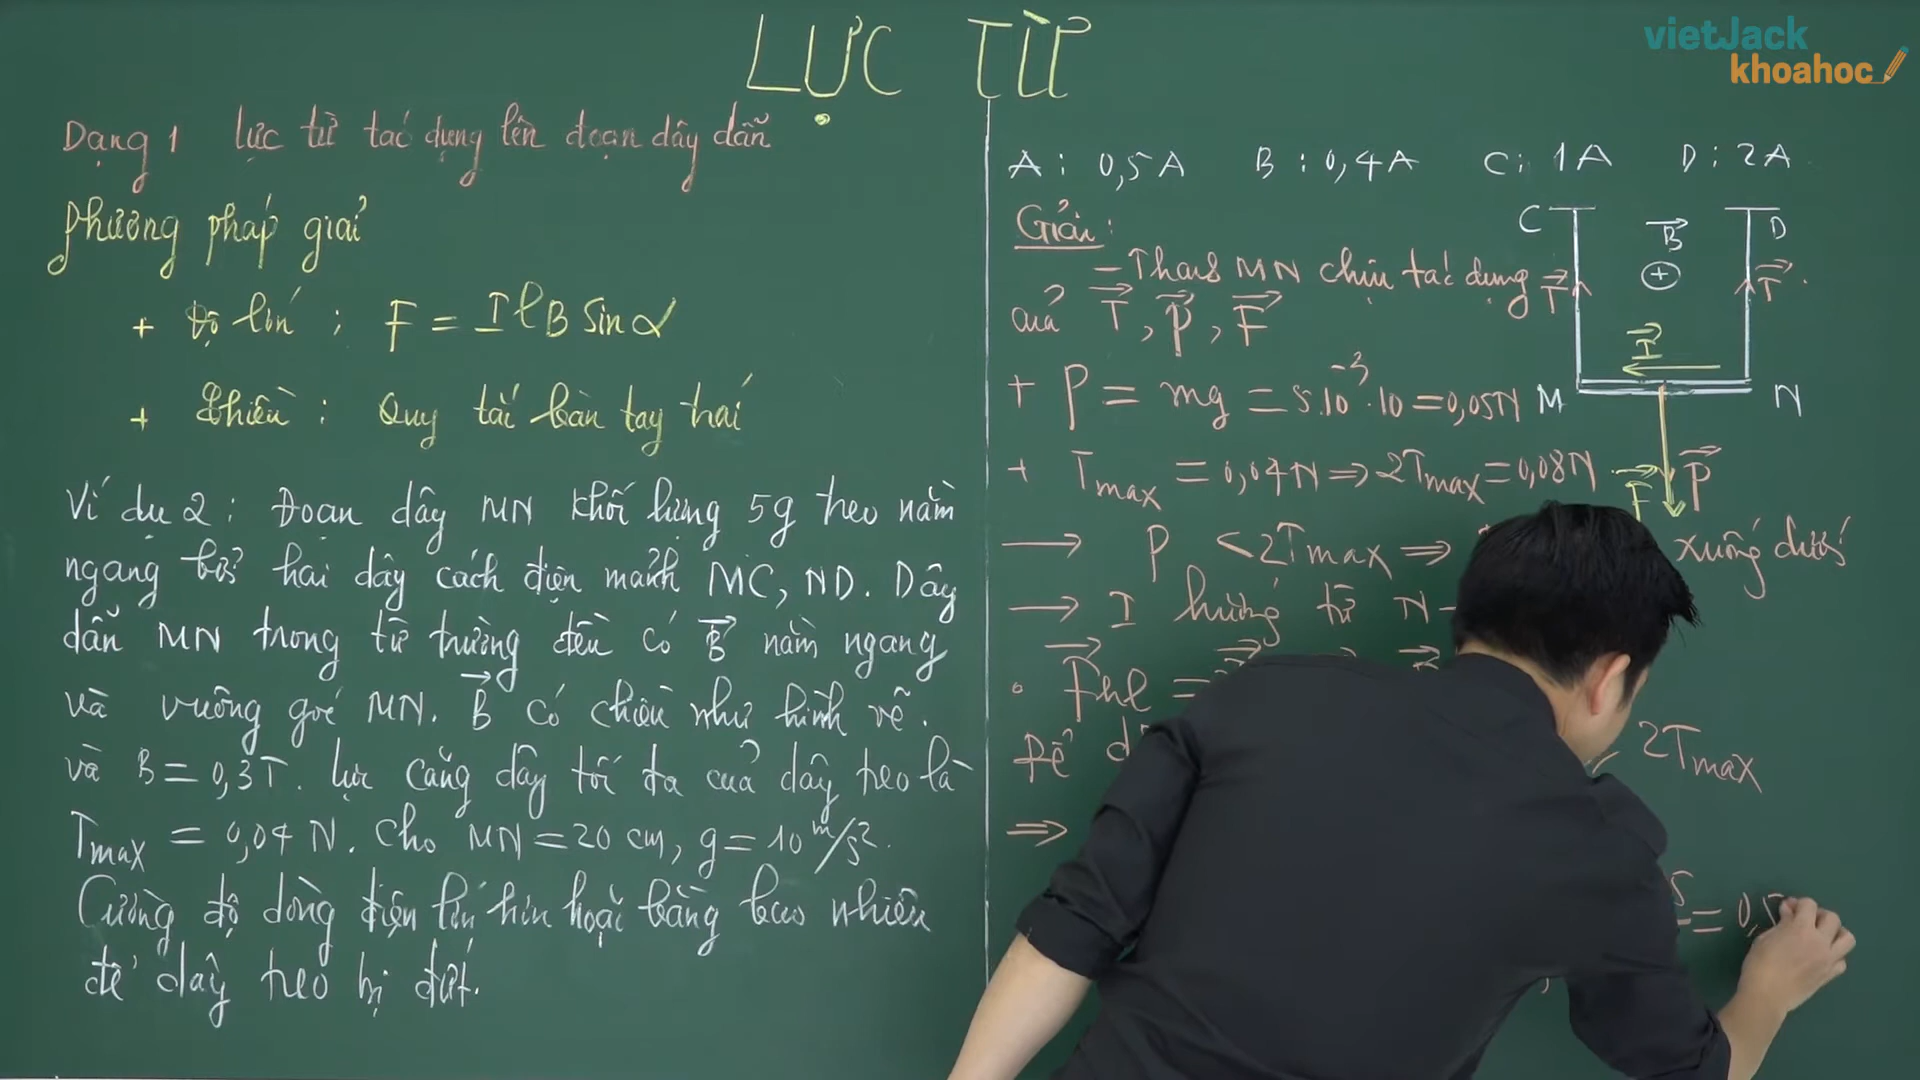 vietJack
khoahoc
LỰC TỪ
Dạng 1 lực từ tác dụng lên đoạn dây dẫn
phương pháp giải
+ Độ lớn : F = I l B sin α
+ Chiều : Quy tắc bàn tay trái
Ví dụ 2 : Đoạn dây MN khối lượng 5g treo nằm
ngang bởi hai dây cách điện mảnh MC, ND. Dây
dẫn MN trong từ trường đều có B⃗ nằm ngang
và vuông góc MN. B⃗ có chiều như hình vẽ.
và B = 0,3T. lực căng dây tối đa của dây treo là
Tmax = 0,04 N. Cho MN = 20 cm, g = 10 m/s².
Cường độ dòng điện lớn hơn hoặc bằng bao nhiêu
để dây treo bị đứt.
A : 0,5A B : 0,4A C : 1A D : 2A
Giải :
- Thanh MN chịu tác dụng
của T⃗, P⃗, F⃗
+ P = mg = 5.10⁻³.10 = 0,05N
+ Tmax = 0,04N ⇒ 2Tmax = 0,08N
→ P < 2Tmax ⇒ xuống dưới
→ I hướng từ N
• F⃗hl =
Để 2Tmax
⇒
= 0,5
C D
B⃗
T⃗ T⃗
I⃗
M N
F⃗ P⃗